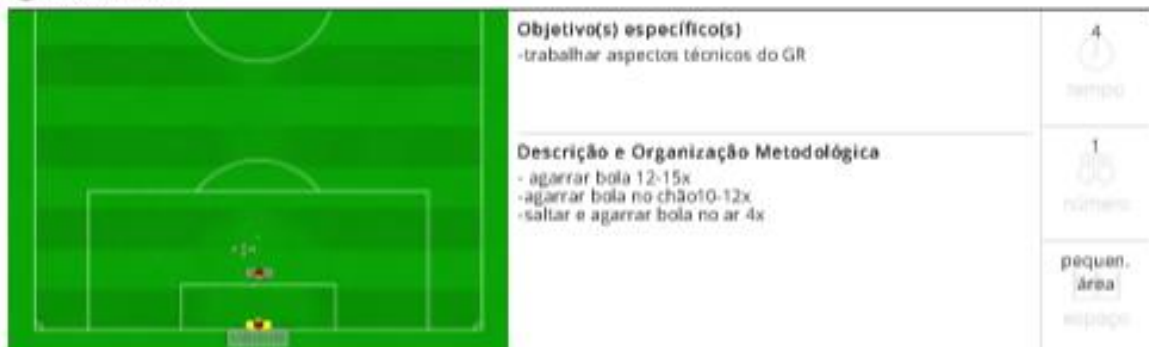 Objetivo(s) específico(s)
-trabalhar aspectos técnicos do GR
4
tempo
Descrição e Organização Metodológica
- agarrar bola 12-15x
-agarrar bola no chão10-12x
-saltar e agarrar bola no ar 4x
1
número
pequen.
área
espaço